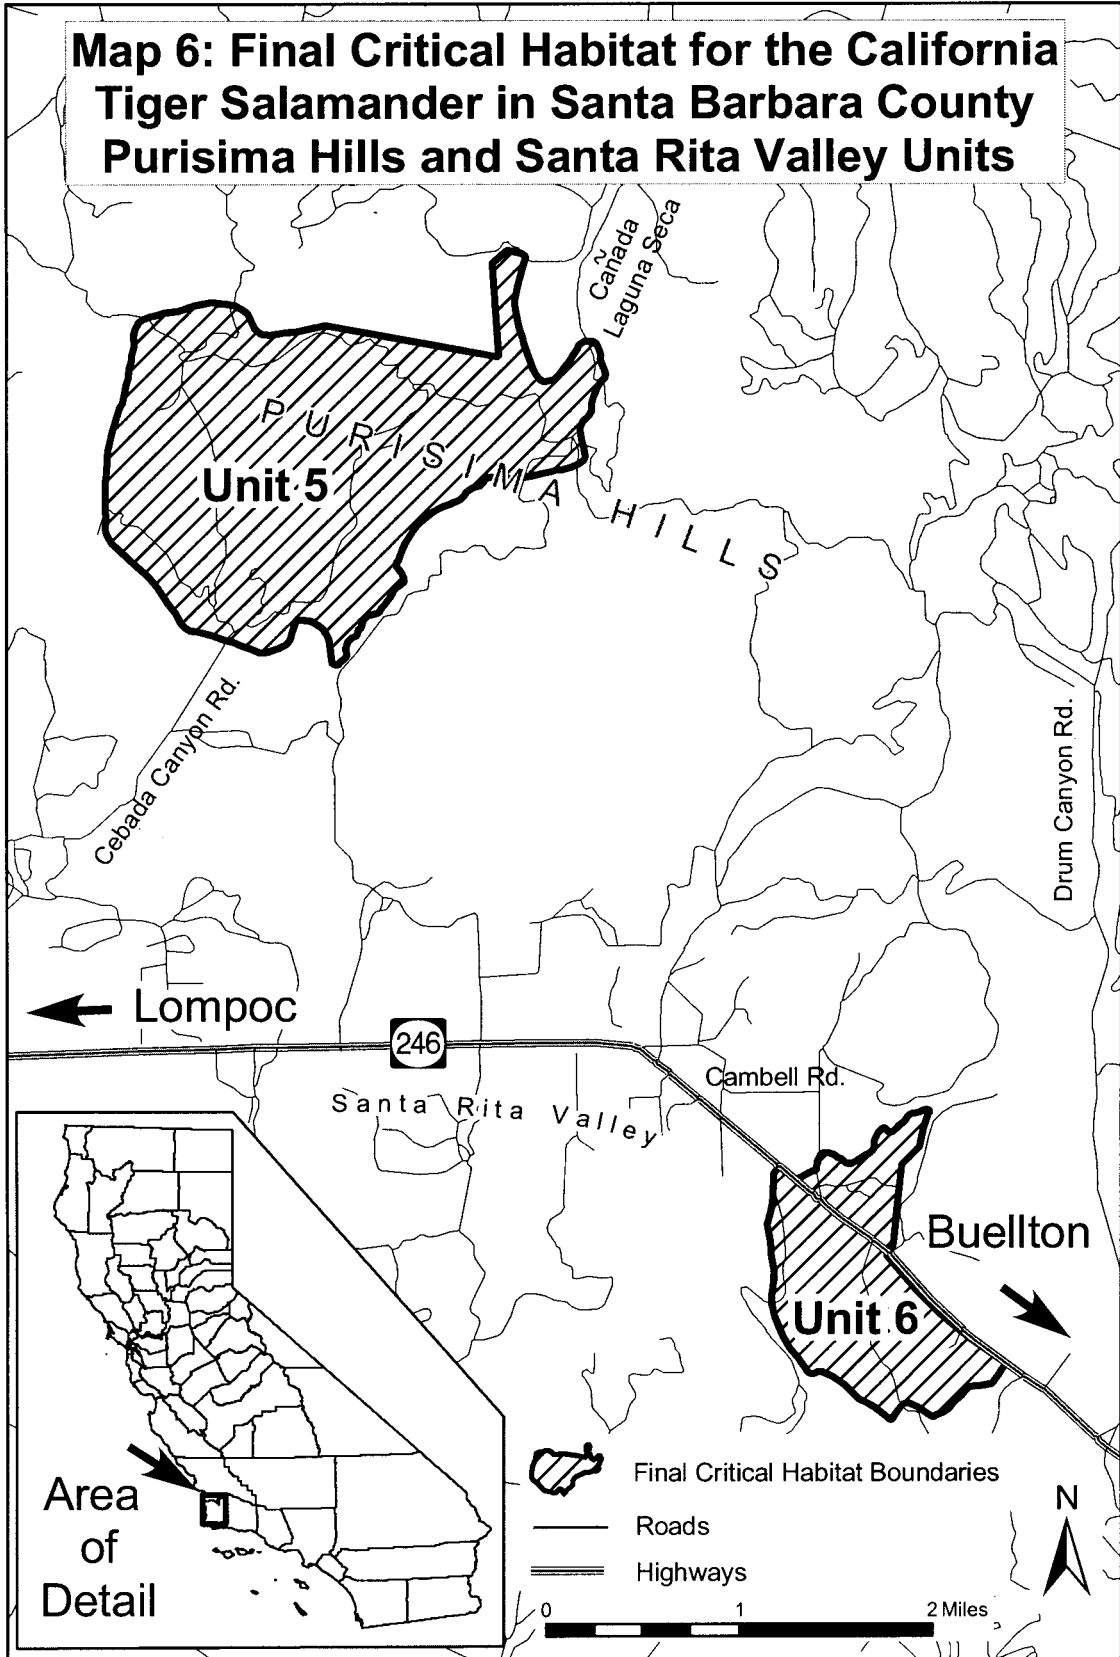 Map 6: Final Critical Habitat for the California
Tiger Salamander in Santa Barbara County
Purisima Hills and Santa Rita Valley Units
Cañada
Laguna Seca
PURISIMA HILLS
Unit 5
Cebada Canyon Rd.
Drum Canyon Rd.
Lompoc
246
Cambell Rd.
Santa Rita Valley
Buellton
Unit 6
Area
of
Detail
Final Critical Habitat Boundaries
Roads
Highways
N
0 1 2 Miles